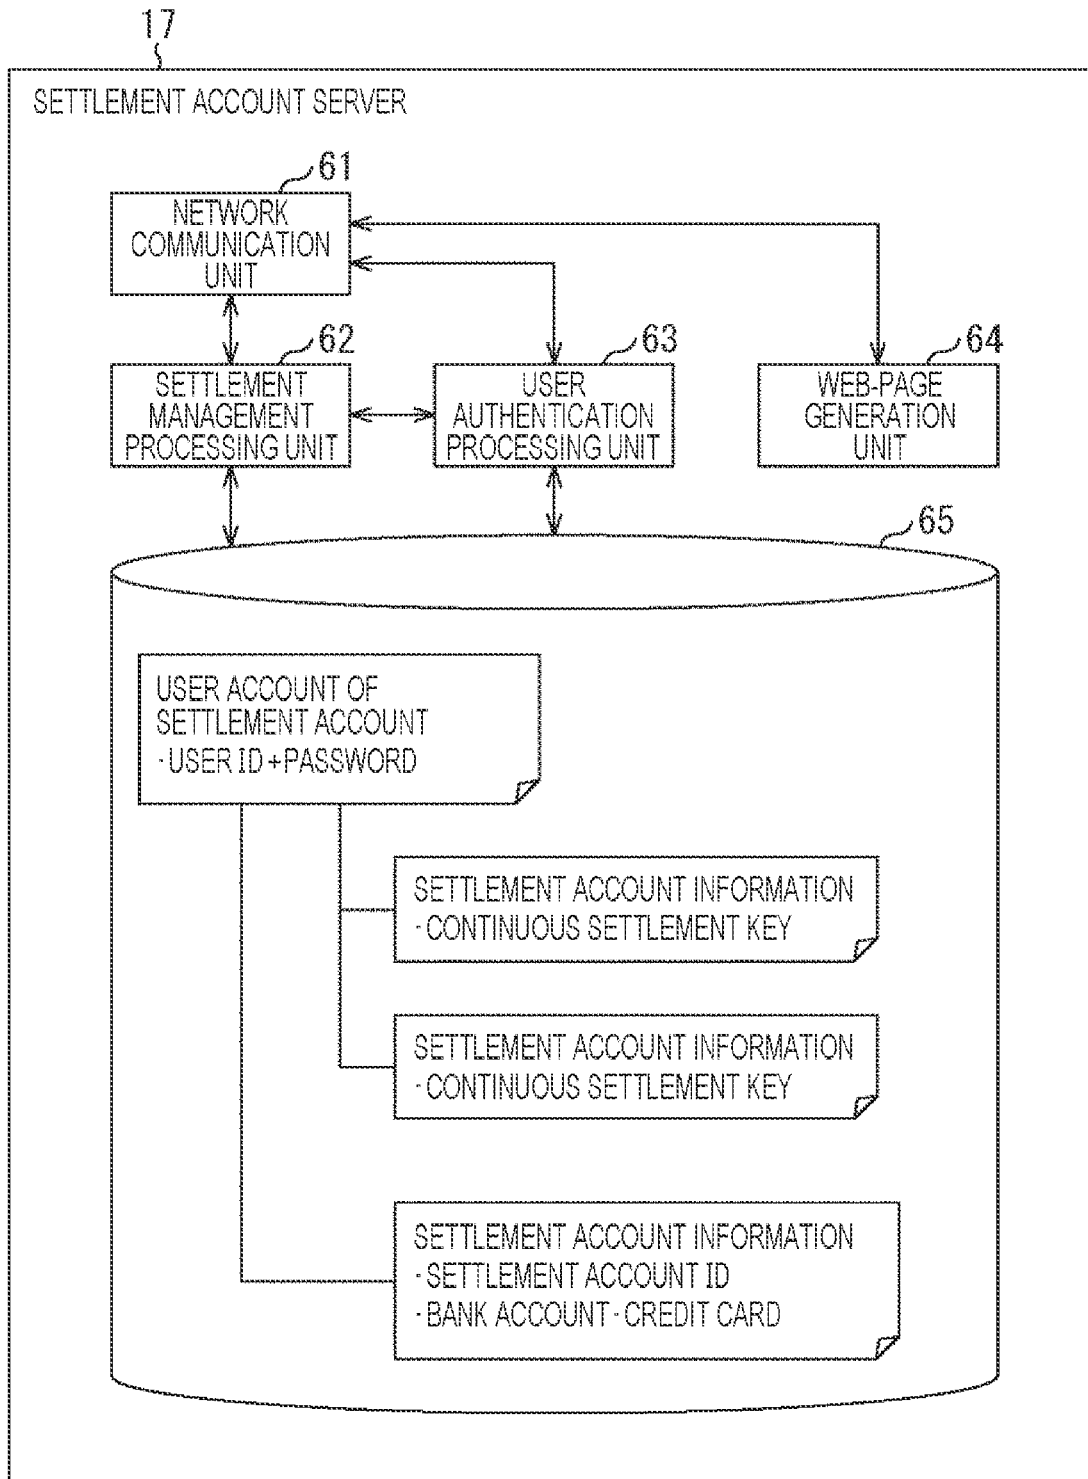 17
SETTLEMENT ACCOUNT SERVER
61
NETWORK
COMMUNICATION
UNIT
62
SETTLEMENT
MANAGEMENT
PROCESSING UNIT
63
USER
AUTHENTICATION
PROCESSING UNIT
64
WEB-PAGE
GENERATION
UNIT
65
USER ACCOUNT OF
SETTLEMENT ACCOUNT
-USER ID+PASSWORD
SETTLEMENT ACCOUNT INFORMATION
-CONTINUOUS SETTLEMENT KEY
SETTLEMENT ACCOUNT INFORMATION
-CONTINUOUS SETTLEMENT KEY
SETTLEMENT ACCOUNT INFORMATION
-SETTLEMENT ACCOUNT ID
-BANK ACCOUNT-CREDIT CARD